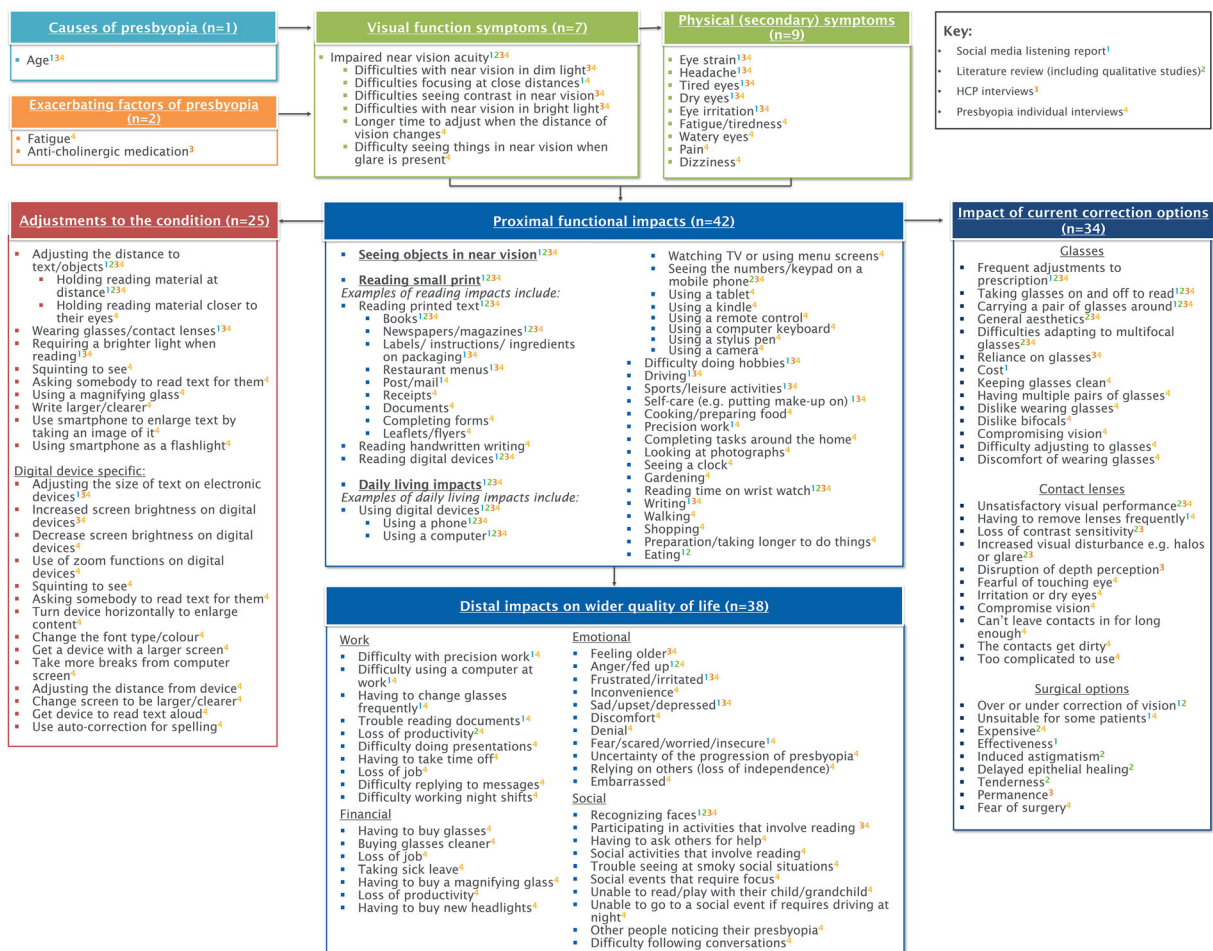 Causes of presbyopia (n=1)
Age134
Exacerbating factors of presbyopia
(n=2)
Fatigue4
Anti-cholinergic medication3
Visual function symptoms (n=7)
Impaired near vision acuity1234
Difficulties with near vision in dim light34
Difficulties focusing at close distances14
Difficulties seeing contrast in near vision34
Difficulties with near vision in bright light34
Longer time to adjust when the distance of
vision changes4
Difficulty seeing things in near vision when
glare is present4
Physical (secondary) symptoms
(n=9)
Eye strain134
Headache134
Tired eyes134
Dry eyes134
Eye irritation134
Fatigue/tiredness4
Watery eyes4
Pain4
Dizziness4
Key:
Social media listening report1
Literature review (including qualitative studies)2
HCP interviews3
Presbyopia individual interviews4
Adjustments to the condition (n=25)
Adjusting the distance to
text/objects1234
Holding reading material at
distance1234
Holding reading material closer to
their eyes4
Wearing glasses/contact lenses134
Requiring a brighter light when
reading134
Squinting to see4
Asking somebody to read text for them4
Using a magnifying glass4
Write larger/clearer4
Use smartphone to enlarge text by
taking an image of it4
Using smartphone as a flashlight4
Digital device specific:
Adjusting the size of text on electronic
devices134
Increased screen brightness on digital
devices34
Decrease screen brightness on digital
devices4
Use of zoom functions on digital
devices4
Squinting to see4
Asking somebody to read text for them4
Turn device horizontally to enlarge
content4
Change the font type/colour4
Get a device with a larger screen4
Take more breaks from computer
screen4
Adjusting the distance from device4
Change screen to be larger/clearer4
Get device to read text aloud4
Use auto-correction for spelling4
Proximal functional impacts (n=42)
Seeing objects in near vision1234
Reading small print1234
Examples of reading impacts include:
Reading printed text1234
Books1234
Newspapers/magazines1234
Labels/ instructions/ ingredients
on packaging134
Restaurant menus134
Post/mail14
Receipts4
Documents4
Completing forms4
Leaflets/flyers4
Reading handwritten writing4
Reading digital devices1234
Daily living impacts1234
Examples of daily living impacts include:
Using digital devices1234
Using a phone1234
Using a computer1234
Watching TV or using menu screens4
Seeing the numbers/keypad on a
mobile phone234
Using a tablet4
Using a kindle4
Using a remote control4
Using a computer keyboard4
Using a stylus pen4
Using a camera4
Difficulty doing hobbies134
Driving134
Sports/leisure activities134
Self-care (e.g. putting make-up on) 134
Cooking/preparing food4
Precision work14
Completing tasks around the home4
Looking at photographs4
Seeing a clock4
Gardening4
Reading time on wrist watch1234
Writing134
Walking4
Shopping4
Preparation/taking longer to do things4
Eating12
Impact of current correction options
(n=34)
Glasses
Frequent adjustments to
prescription1234
Taking glasses on and off to read1234
Carrying a pair of glasses around1234
General aesthetics234
Difficulties adapting to multifocal
glasses234
Reliance on glasses34
Cost1
Keeping glasses clean4
Having multiple pairs of glasses4
Dislike wearing glasses4
Dislike bifocals4
Compromising vision4
Difficulty adjusting to glasses4
Discomfort of wearing glasses4
Contact lenses
Unsatisfactory visual performance234
Having to remove lenses frequently14
Loss of contrast sensitivity23
Increased visual disturbance e.g. halos
or glare23
Disruption of depth perception3
Fearful of touching eye4
Irritation or dry eyes4
Compromise vision4
Can't leave contacts in for long
enough4
The contacts get dirty4
Too complicated to use4
Surgical options
Over or under correction of vision12
Unsuitable for some patients14
Expensive24
Effectiveness1
Induced astigmatism2
Delayed epithelial healing2
Tenderness2
Permanence3
Fear of surgery4
Distal impacts on wider quality of life (n=38)
Work
Difficulty with precision work14
Difficulty using a computer at
work14
Having to change glasses
frequently14
Trouble reading documents14
Loss of productivity24
Difficulty doing presentations4
Having to take time off4
Loss of job4
Difficulty replying to messages4
Difficulty working night shifts4
Financial
Having to buy glasses4
Buying glasses cleaner4
Loss of job4
Taking sick leave4
Having to buy a magnifying glass4
Loss of productivity4
Having to buy new headlights4
Emotional
Feeling older34
Anger/fed up124
Frustrated/irritated134
Inconvenience4
Sad/upset/depressed134
Discomfort4
Denial4
Fear/scared/worried/insecure14
Uncertainty of the progression of presbyopia4
Relying on others (loss of independence)4
Embarrassed4
Social
Recognizing faces1234
Participating in activities that involve reading 34
Having to ask others for help4
Social activities that involve reading4
Trouble seeing at smoky social situations4
Social events that require focus4
Unable to read/play with their child/grandchild4
Unable to go to a social event if requires driving at
night4
Other people noticing their presbyopia4
Difficulty following conversations4